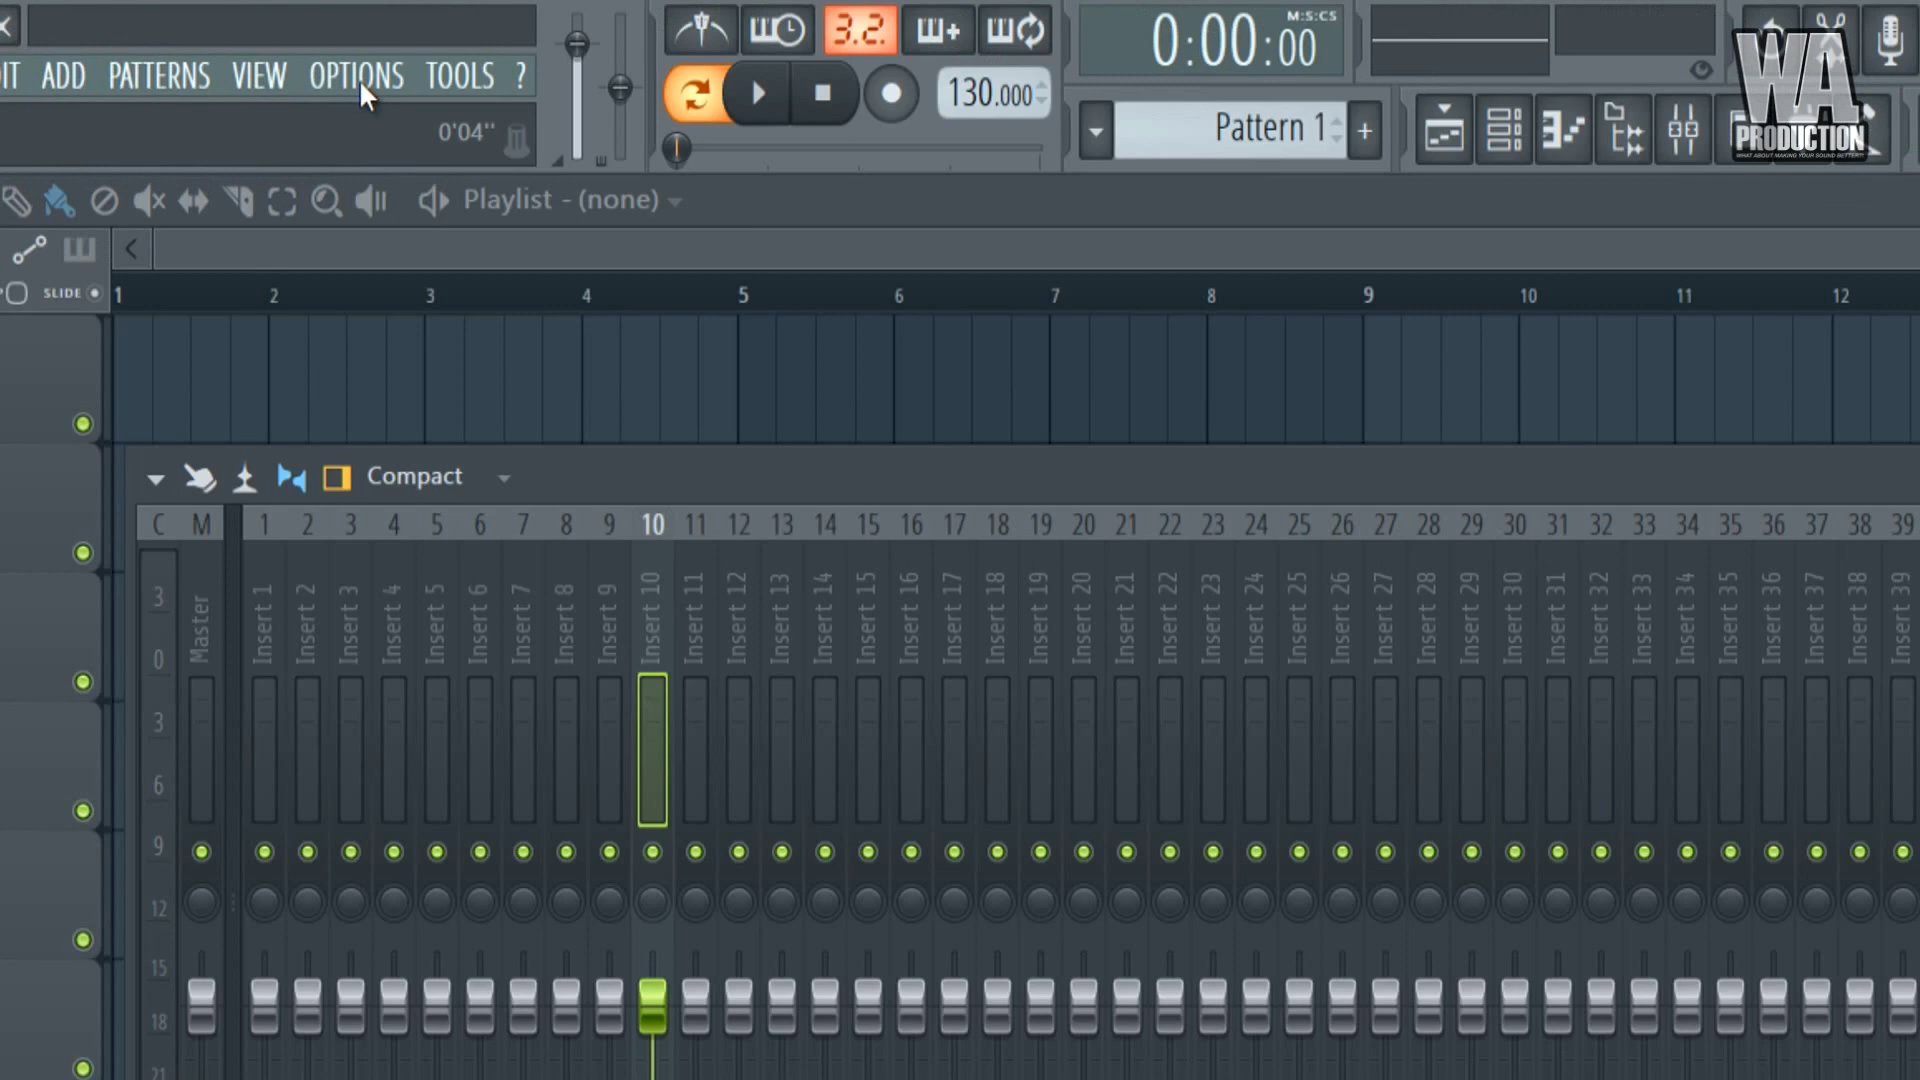 3.2.
M:S:CS
0:00:00
IT ADD PATTERNS VIEW OPTIONS TOOLS ?
130.000
Pattern 1
+
WA
PRODUCTION
WHAT ABOUT MAKING YOUR SOUND BETTER?
0'04"
Playlist - (none)
SLIDE
1 2 3 4 5 6 7 8 9 10 11 12
Compact
C M 1 2 3 4 5 6 7 8 9 10 11 12 13 14 15 16 17 18 19 20 21 22 23 24 25 26 27 28 29 30 31 32 33 34 35 36 37 38 39
Master Insert 1 Insert 2 Insert 3 Insert 4 Insert 5 Insert 6 Insert 7 Insert 8 Insert 9 Insert 10 Insert 11 Insert 12 Insert 13 Insert 14 Insert 15 Insert 16 Insert 17 Insert 18 Insert 19 Insert 20 Insert 21 Insert 22 Insert 23 Insert 24 Insert 25 Insert 26 Insert 27 Insert 28 Insert 29 Insert 30 Insert 31 Insert 32 Insert 33 Insert 34 Insert 35 Insert 36 Insert 37 Insert 38 Insert 39
3
0
3
6
9
12
15
18
21